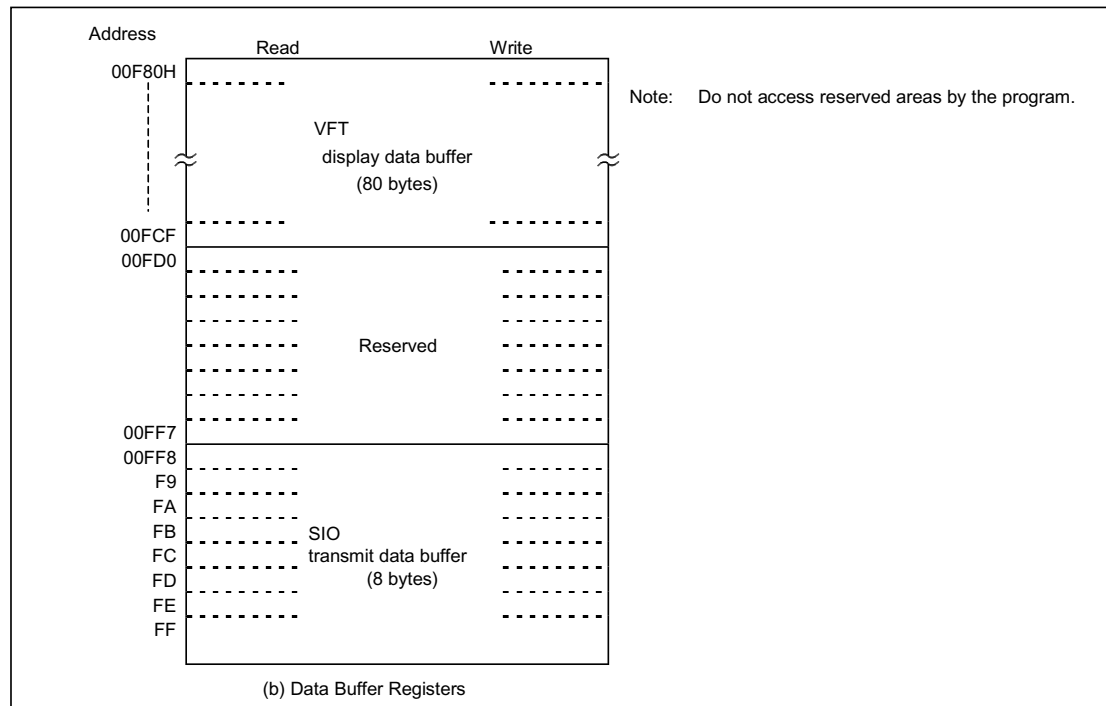 Address
Read Write
00F80H
Note: Do not access reserved areas by the program.
VFT
display data buffer
(80 bytes)
00FCF
00FD0
Reserved
00FF7
00FF8
F9
FA
FB
SIO
FC
transmit data buffer
FD
(8 bytes)
FE
FF
(b) Data Buffer Registers